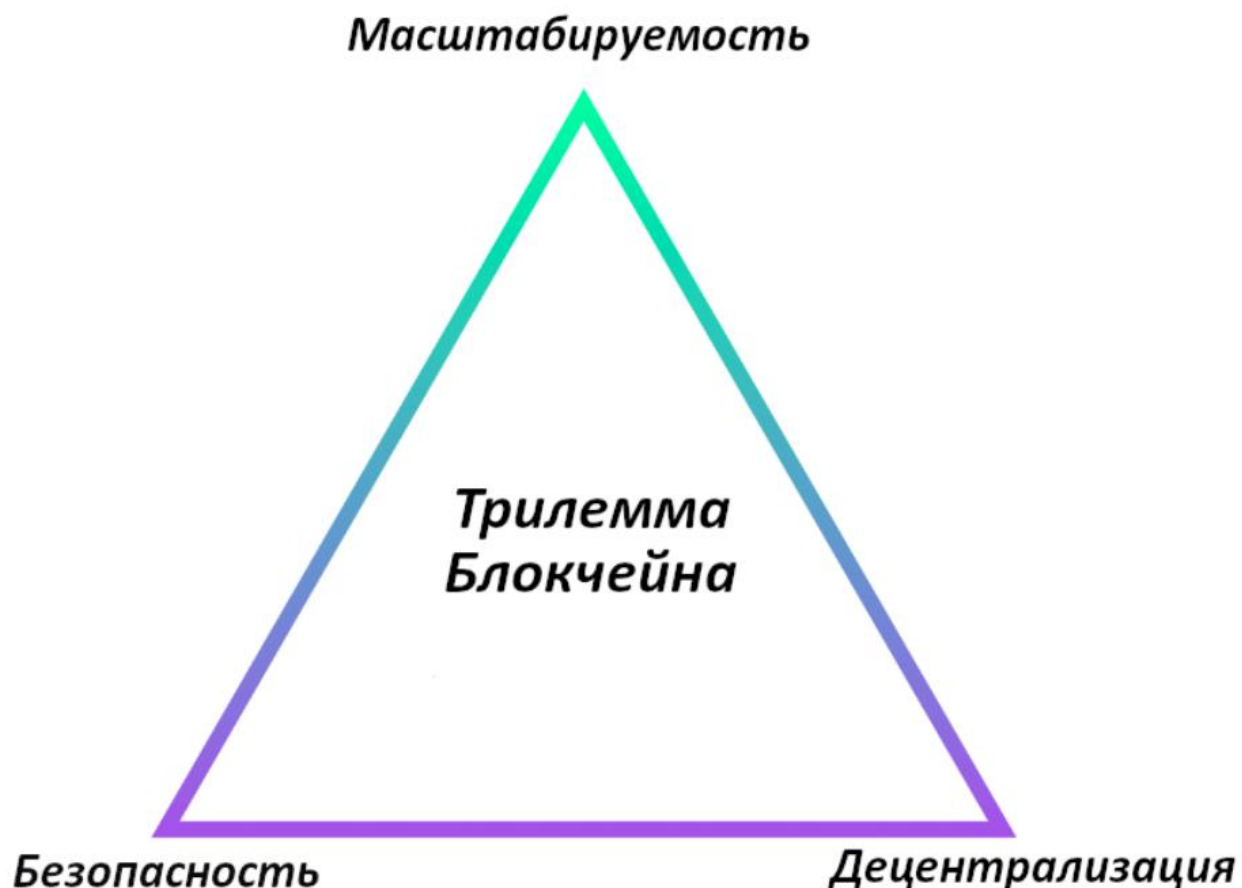 Масштабируемость
Трилемма
Блокчейна
Безопасность
Децентрализация